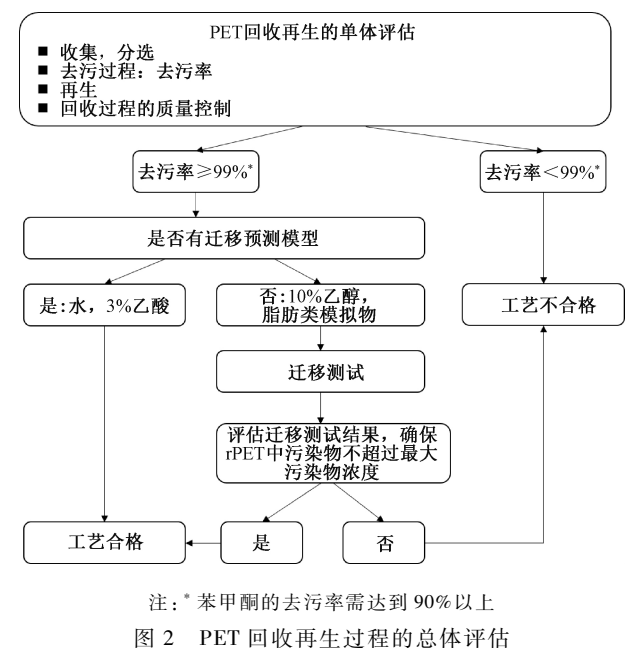 PET回收再生的单体评估
■ 收集，分选
■ 去污过程：去污率
■ 再生
■ 回收过程的质量控制
去污率≥99%*
去污率＜99%*
是否有迁移预测模型
是:水，3%乙酸
否:10%乙醇，
脂肪类模拟物
工艺不合格
迁移测试
评估迁移测试结果，确保
rPET中污染物不超过最大
污染物浓度
工艺合格
是
否
注：* 苯甲酮的去污率需达到 90%以上
图 2 PET 回收再生过程的总体评估